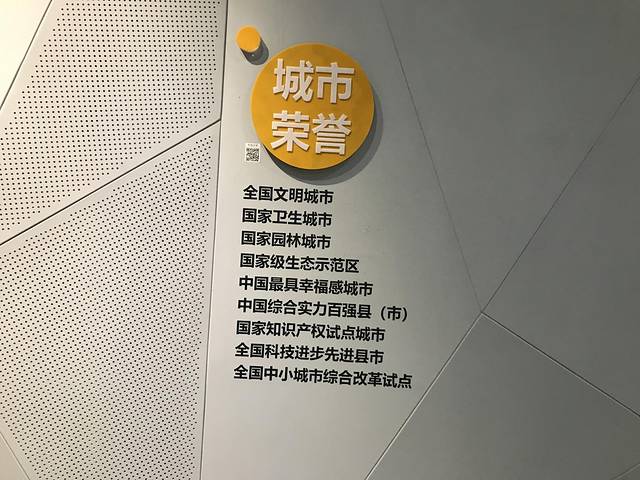 城市
荣誉
全国文明城市
国家卫生城市
国家园林城市
国家级生态示范区
中国最具幸福感城市
中国综合实力百强县（市）
国家知识产权试点城市
全国科技进步先进县市
全国中小城市综合改革试点